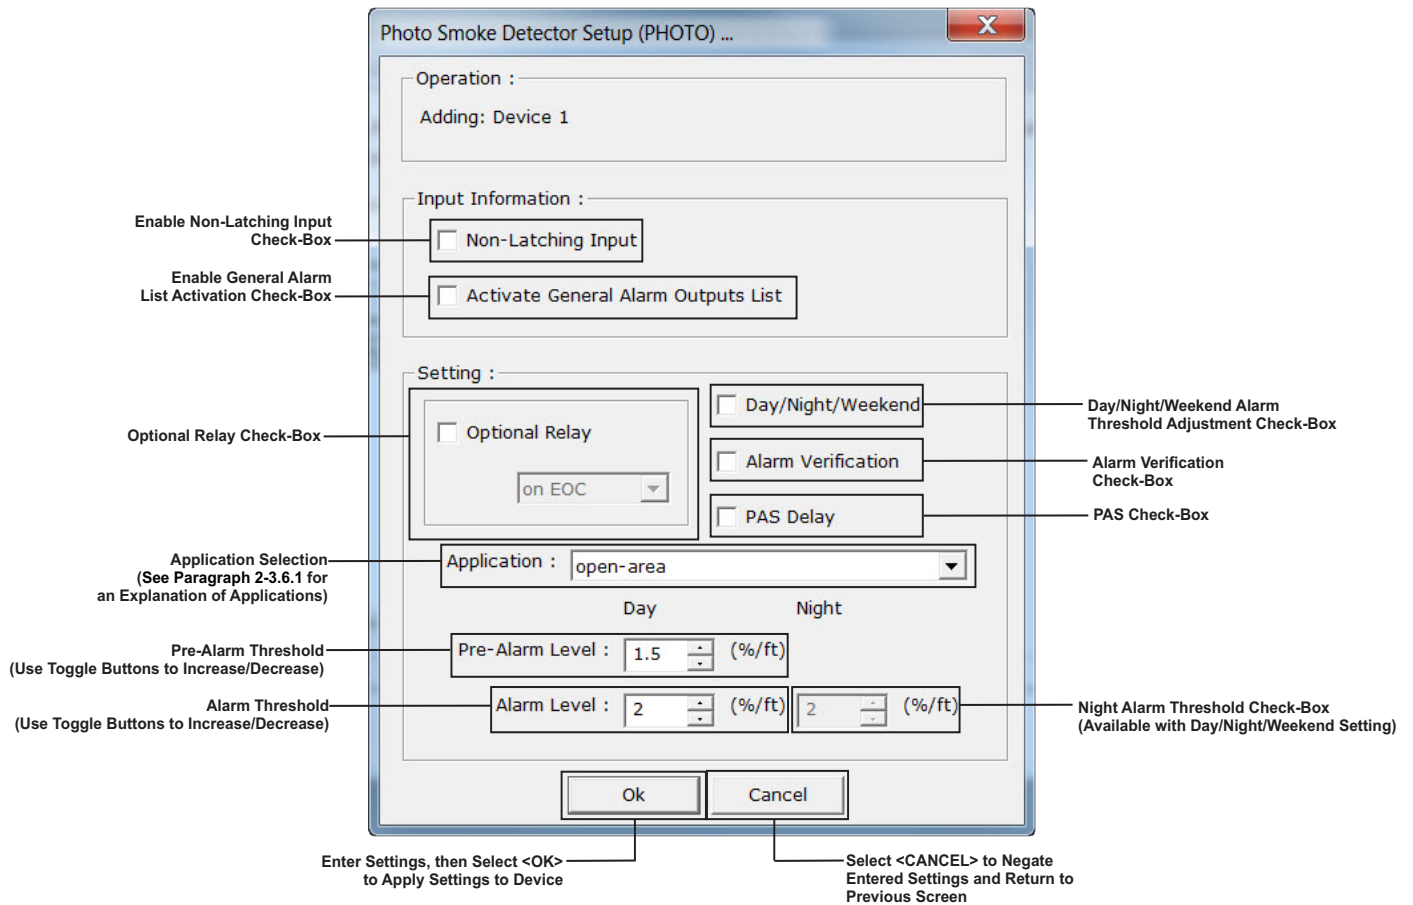 Photo Smoke Detector Setup (PHOTO) ...
X
Operation :
Adding: Device 1
Input Information :
Enable Non-Latching Input
Check-Box
Non-Latching Input
Enable General Alarm
List Activation Check-Box
Activate General Alarm Outputs List
Setting :
Optional Relay Check-Box
Optional Relay
on EOC
Day/Night/Weekend
Day/Night/Weekend Alarm
Threshold Adjustment Check-Box
Alarm Verification
Alarm Verification
Check-Box
PAS Delay
PAS Check-Box
Application Selection
(See Paragraph 2-3.6.1 for
an Explanation of Applications)
Application :
open-area
Day
Night
Pre-Alarm Threshold
(Use Toggle Buttons to Increase/Decrease)
Pre-Alarm Level :
1.5
(%/ft)
Alarm Threshold
(Use Toggle Buttons to Increase/Decrease)
Alarm Level :
2
(%/ft)
2
(%/ft)
Night Alarm Threshold Check-Box
(Available with Day/Night/Weekend Setting)
Ok
Cancel
Enter Settings, then Select <OK>
to Apply Settings to Device
Select <CANCEL> to Negate
Entered Settings and Return to
Previous Screen